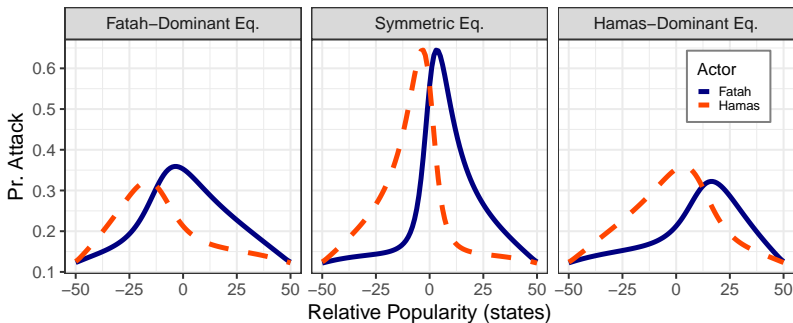 Fatah−Dominant Eq. Symmetric Eq. Hamas−Dominant Eq.
Pr. Attack
0.6
0.5
0.4
0.3
0.2
0.1
Actor
Fatah
Hamas
−50 −25 0 25 50 −50 −25 0 25 50 −50 −25 0 25 50
Relative Popularity (states)